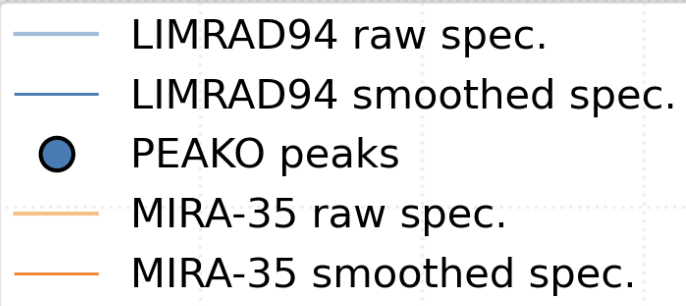 LIMRAD94 raw spec.
LIMRAD94 smoothed spec.
PEAKO peaks
MIRA-35 raw spec.
MIRA-35 smoothed spec.